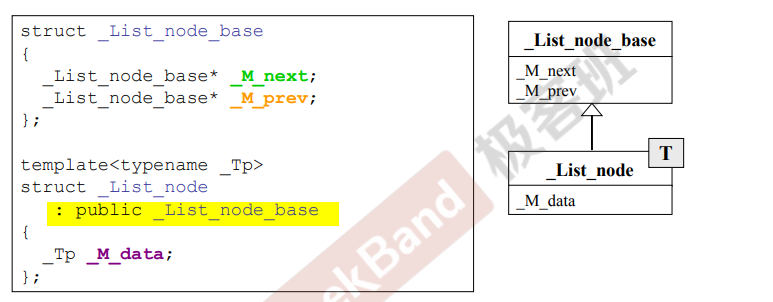 struct _List_node_base
{
_List_node_base* _M_next;
_List_node_base* _M_prev;
};
template<typename _Tp>
struct _List_node
: public _List_node_base
{
_Tp _M_data;
};
_List_node_base
_M_next
_M_prev
T
_List_node
_M_data
ekBand 极客班